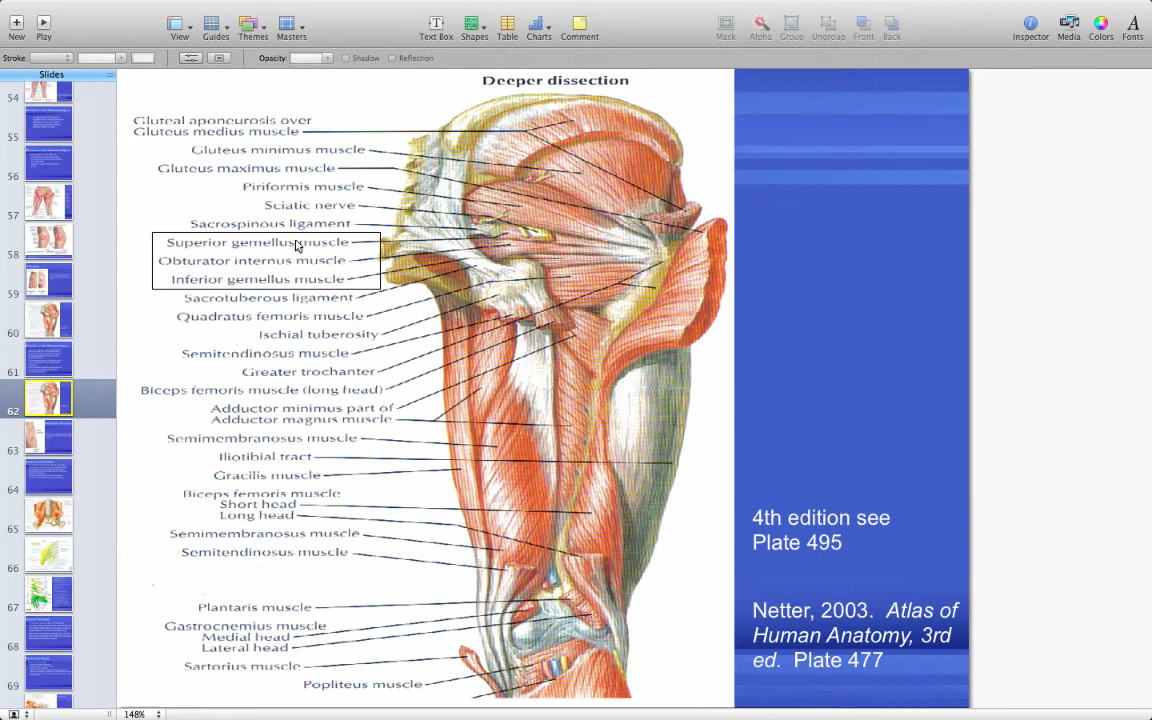 New
Play
View
Guides
Themes
Masters
Text Box
Shapes
Table
Charts
Comment
Mask
Alpha
Group
Ungroup
Front
Back
Inspector
Media
Colors
Fonts
Stroke:
Opacity:
Shadow
Reflection
Slides
54
55
56
57
58
59
60
61
62
63
64
65
66
67
68
69
Deeper dissection
Gluteal aponeurosis over
Gluteus medius muscle
Gluteus minimus muscle
Gluteus maximus muscle
Piriformis muscle
Sciatic nerve
Sacrospinous ligament
Superior gemellus muscle
Obturator internus muscle
Inferior gemellus muscle
Sacrotuberous ligament
Quadratus femoris muscle
Ischial tuberosity
Semitendinosus muscle
Greater trochanter
Biceps femoris muscle (long head)
Adductor minimus part of
Adductor magnus muscle
Semimembranosus muscle
Iliotibial tract
Gracilis muscle
Biceps femoris muscle
Short head
Long head
Semimembranosus muscle
Semitendinosus muscle
Plantaris muscle
Gastrocnemius muscle
Medial head
Lateral head
Sartorius muscle
Popliteus muscle
4th edition see
Plate 495
Netter, 2003. Atlas of
Human Anatomy, 3rd
ed. Plate 477
148%